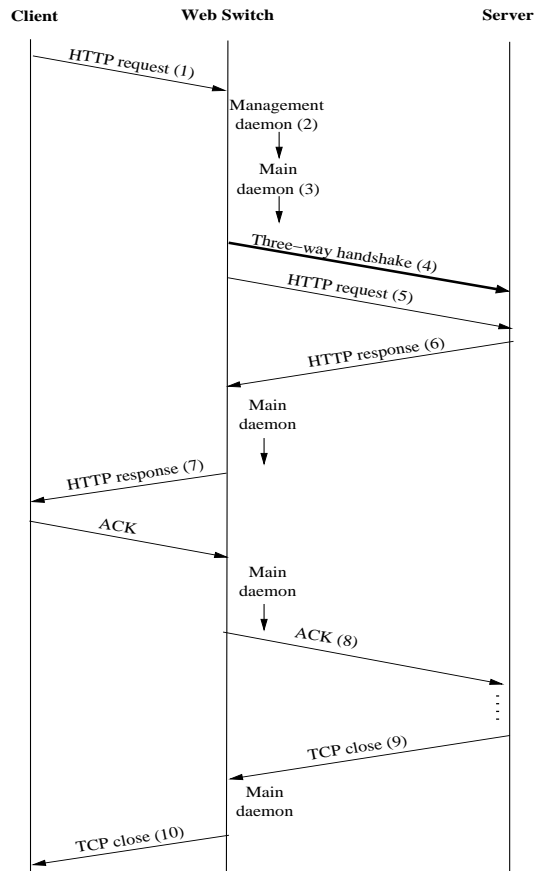 Client
Web Switch
Server
HTTP request (1)
Management
daemon (2)
Main
daemon (3)
Three−way handshake (4)
HTTP request (5)
HTTP response (6)
Main
daemon
HTTP response (7)
ACK
Main
daemon
ACK (8)
TCP close (9)
Main
daemon
TCP close (10)